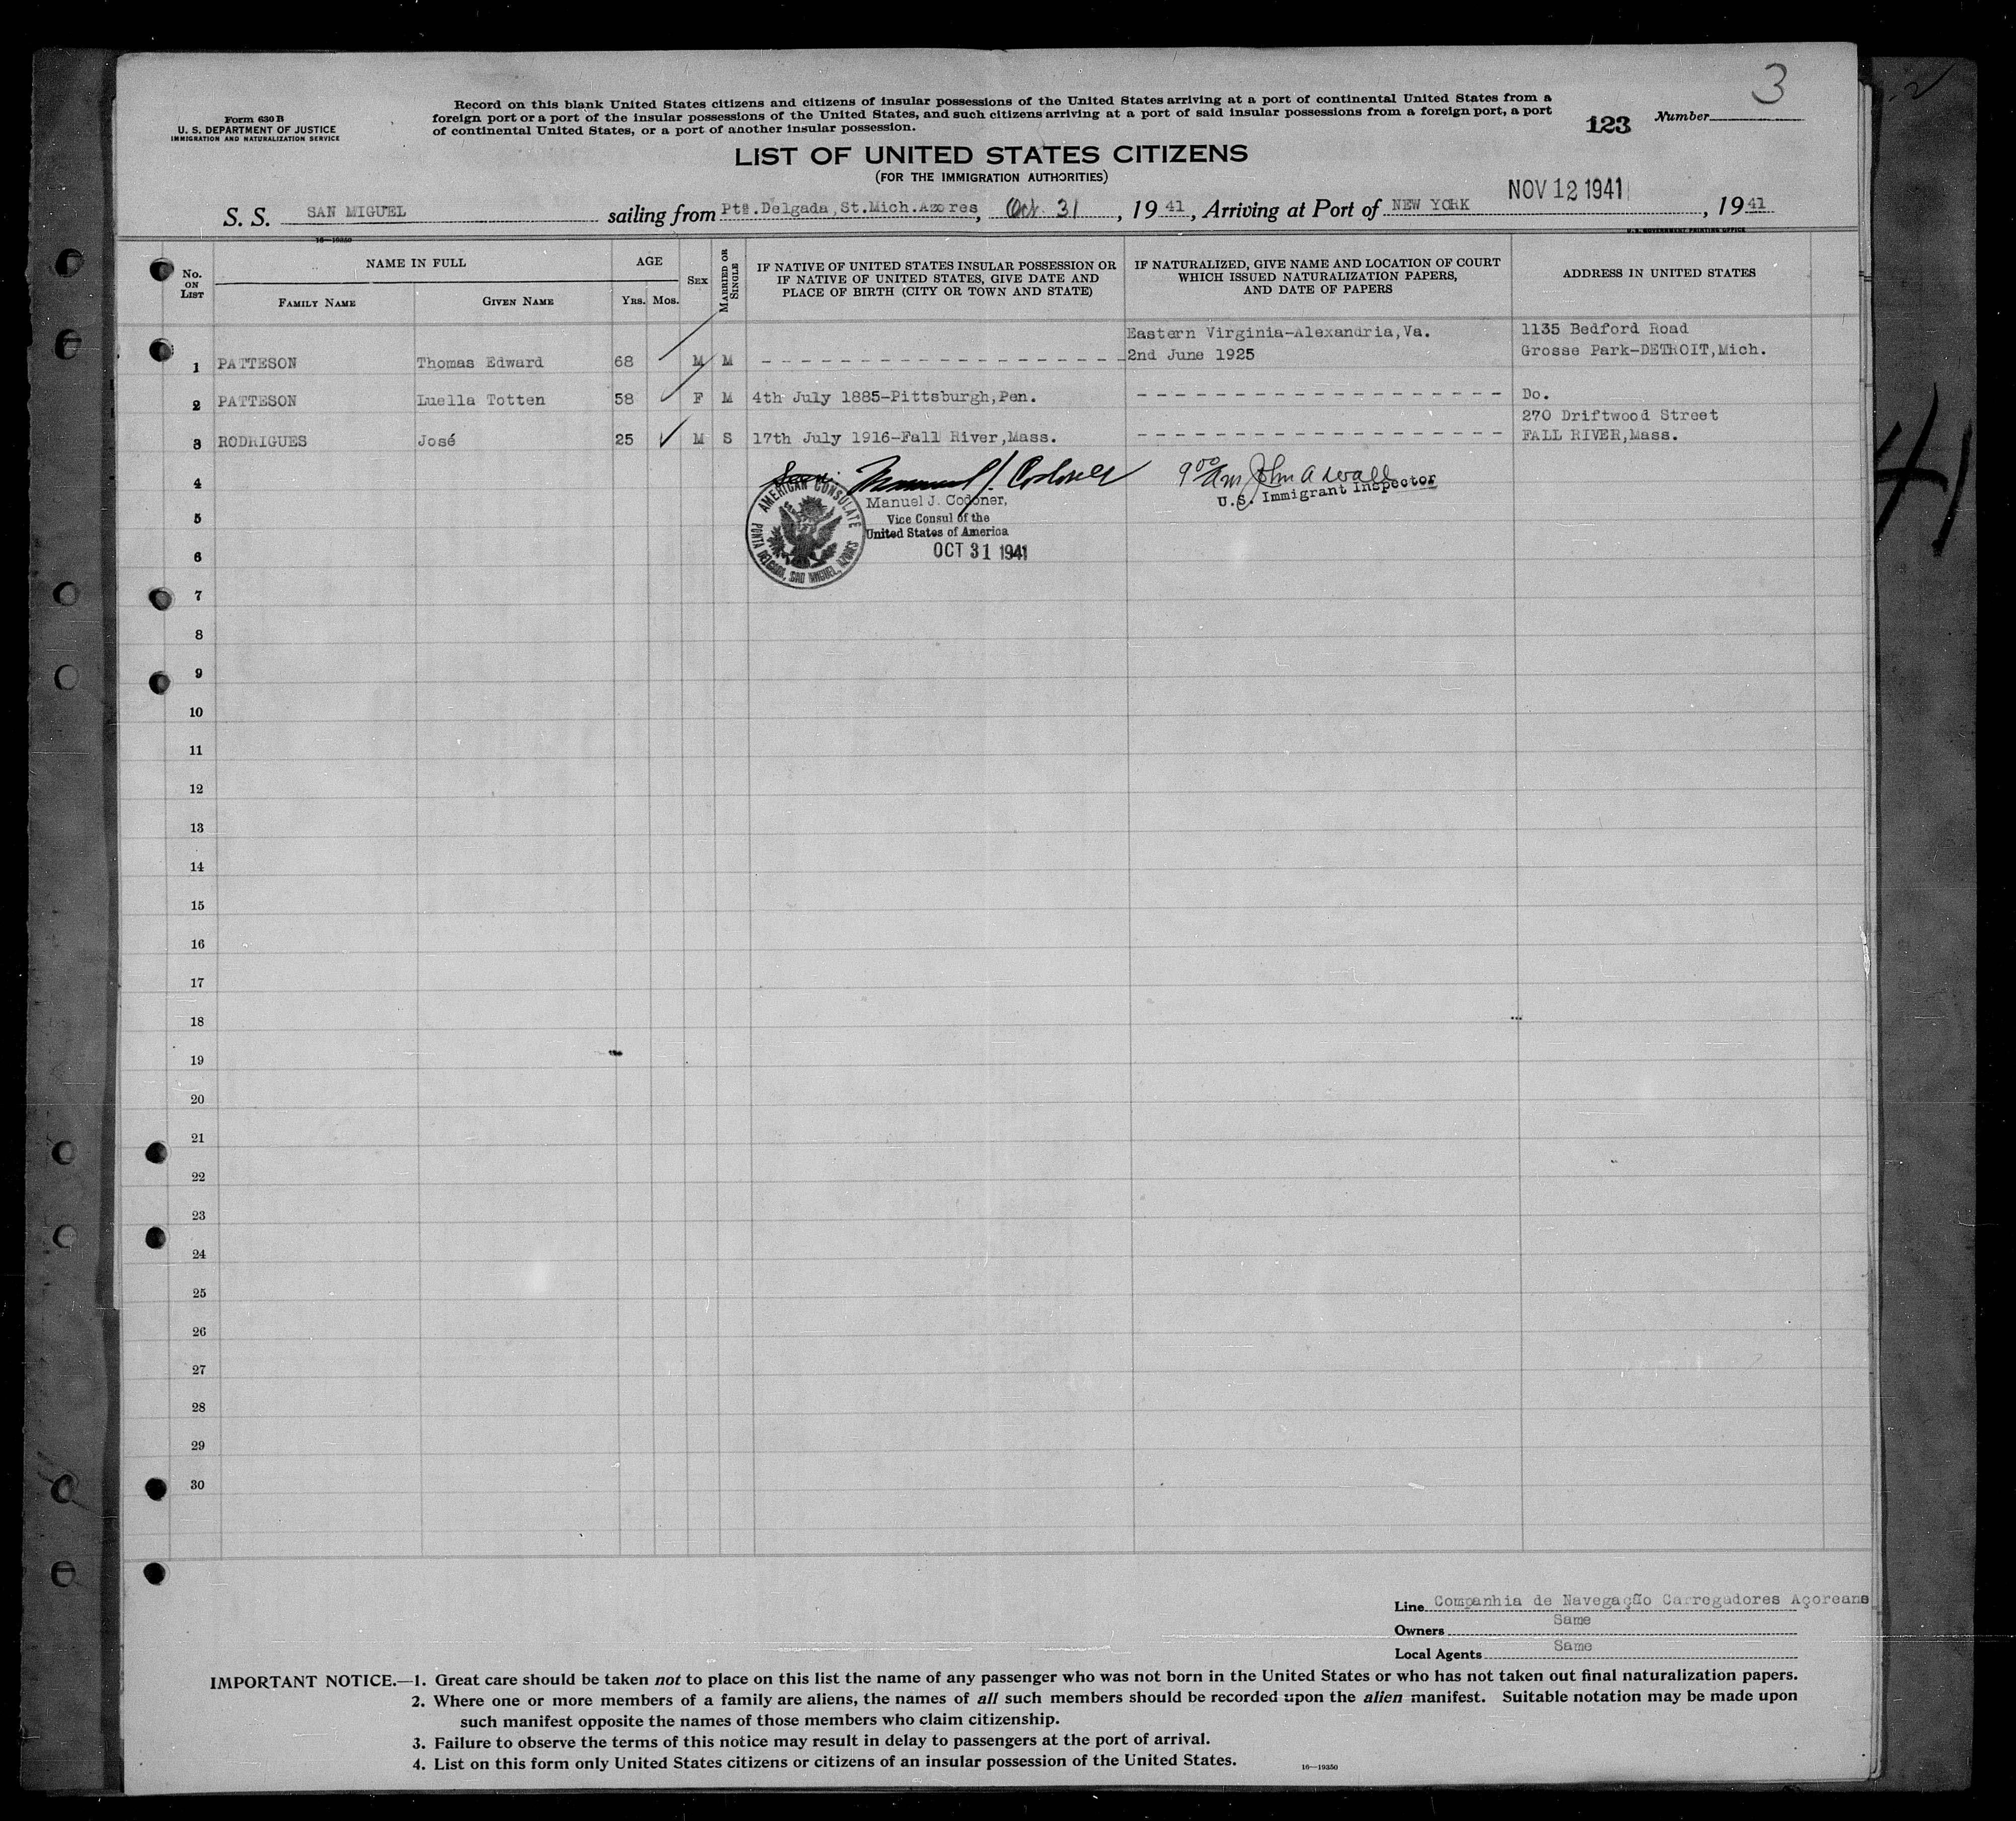 3
Form 630 B
U. S. DEPARTMENT OF JUSTICE
IMMIGRATION AND NATURALIZATION SERVICE
Record on this blank United States citizens and citizens of insular possessions of the United States arriving at a port of continental United States from a
foreign port or a port of the insular possessions of the United States, and such citizens arriving at a port of said insular possessions from a foreign port, a port
of continental United States, or a port of another insular possession.
123 Number
LIST OF UNITED STATES CITIZENS
(FOR THE IMMIGRATION AUTHORITIES)
NOV 12 1941
S. S. SAN MIGUEL sailing from Pta.Delgada,St.Mich.Azores, Oct 31, 19 41, Arriving at Port of NEW YORK, 19 41
16—19350
U. S. GOVERNMENT PRINTING OFFICE
No. ON LIST
NAME IN FULL
FAMILY NAME
GIVEN NAME
AGE
YRS. MOS.
SEX
MARRIED OR SINGLE
IF NATIVE OF UNITED STATES INSULAR POSSESSION OR
IF NATIVE OF UNITED STATES, GIVE DATE AND
PLACE OF BIRTH (CITY OR TOWN AND STATE)
IF NATURALIZED, GIVE NAME AND LOCATION OF COURT
WHICH ISSUED NATURALIZATION PAPERS,
AND DATE OF PAPERS
ADDRESS IN UNITED STATES
Eastern Virginia-Alexandria,Va. 1135 Bedford Road
1 PATTESON Thomas Edward 68 M M - - - - - - - - - - - - - - - - - - - 2nd June 1925 Grosse Park-DETROIT,Mich.
2 PATTESON Luella Totten 58 F M 4th July 1885-Pittsburgh,Pen. - - - - - - - - - - - - - - - - - - - Do.
270 Driftwood Street
3 RODRIGUES José 25 M S 17th July 1916-Fall River,Mass. - - - - - - - - - - - - - - - - - - - FALL RIVER,Mass.
4
Manuel J. Codoner
9 00 Am John A Wall
U.S. Immigrant Inspector
AMERICAN CONSULATE
PONTA DELGADA, SAO MIGUEL, AZORES
Manuel J. Codoner,
5
Vice Consul of the
United States of America
6
OCT 31 1941
7
8
9
10
11
12
13
14
15
16
17
18
19
20
21
22
23
24
25
26
27
28
29
30
41
Line Companhia de Navegação Carregadores Açoreans
Owners Same
Local Agents Same
IMPORTANT NOTICE.—1. Great care should be taken not to place on this list the name of any passenger who was not born in the United States or who has not taken out final naturalization papers.
2. Where one or more members of a family are aliens, the names of all such members should be recorded upon the alien manifest. Suitable notation may be made upon
such manifest opposite the names of those members who claim citizenship.
3. Failure to observe the terms of this notice may result in delay to passengers at the port of arrival.
4. List on this form only United States citizens or citizens of an insular possession of the United States.
16—19350